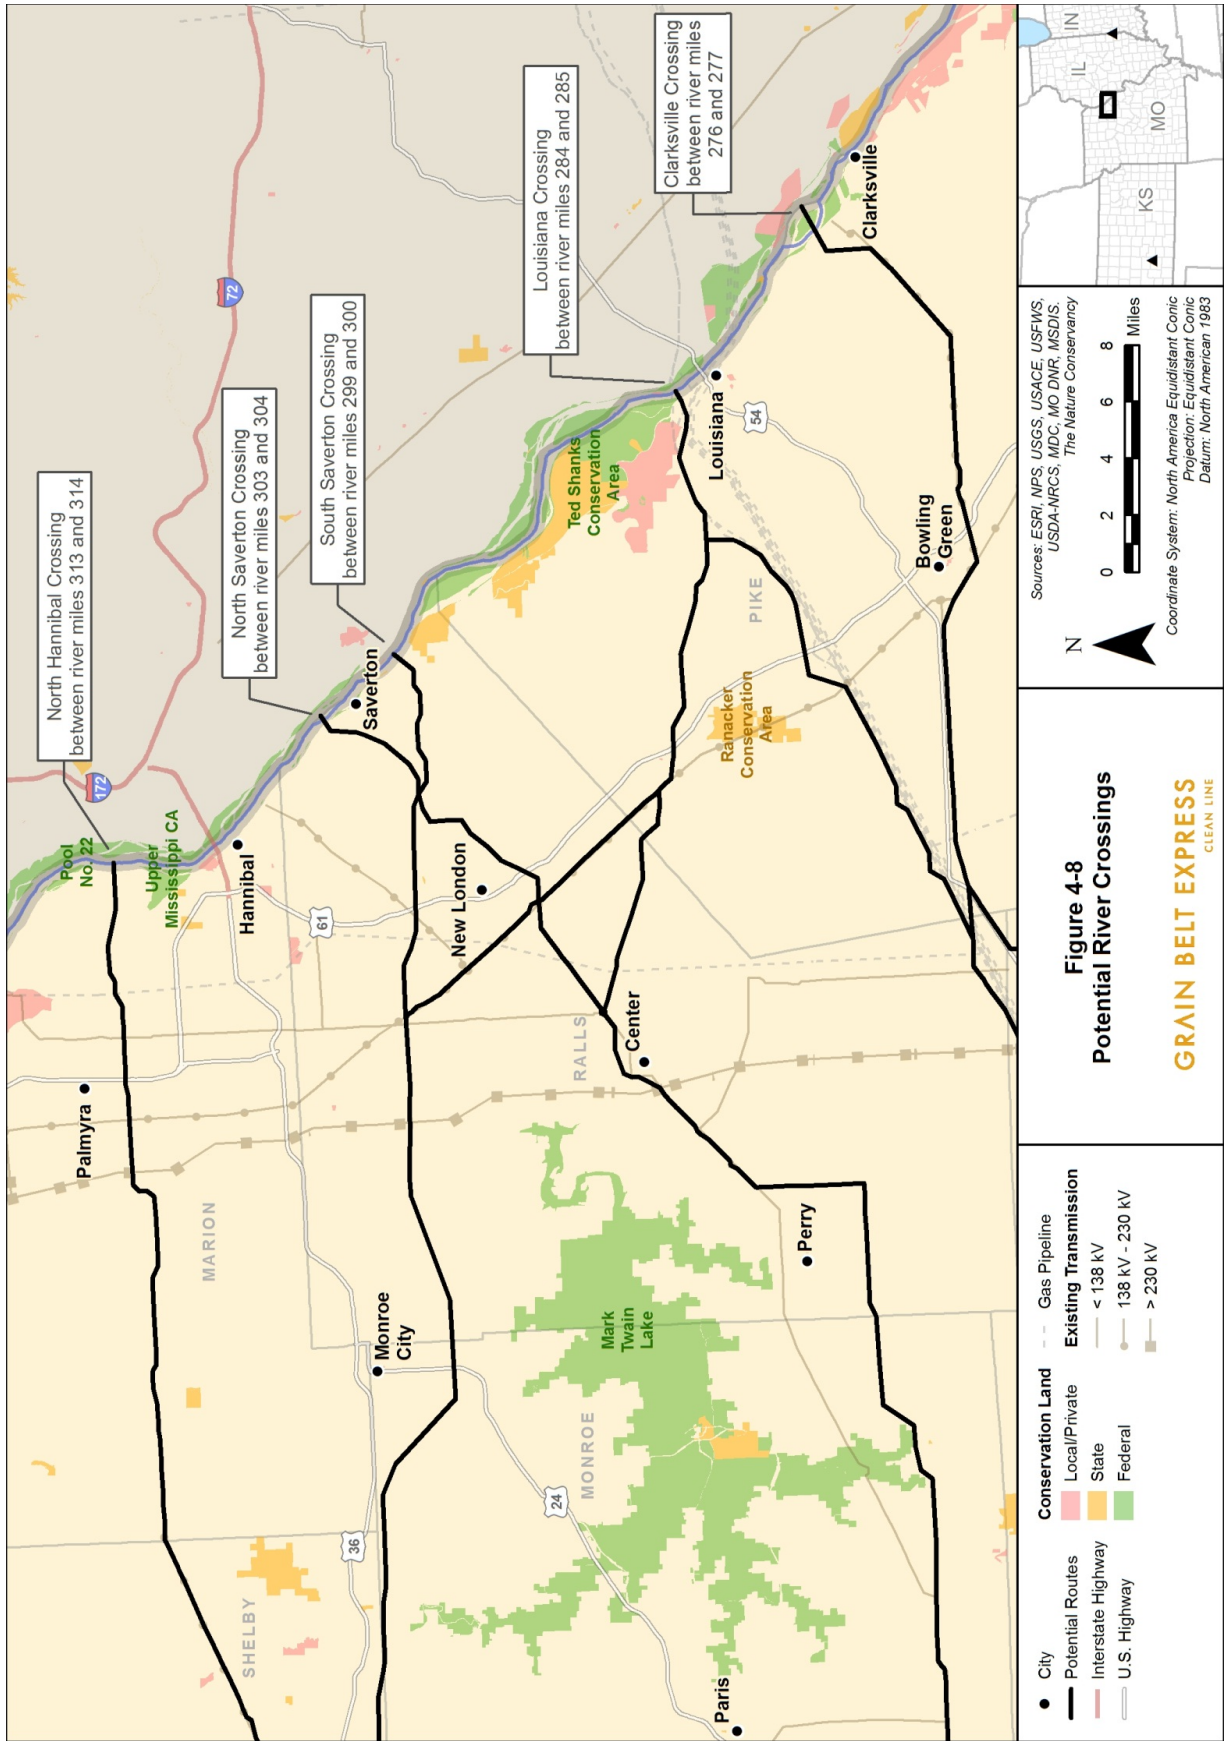 North Hannibal Crossing
between river miles 313 and 314
North Saverton Crossing
between river miles 303 and 304
South Saverton Crossing
between river miles 299 and 300
Louisiana Crossing
between river miles 284 and 285
Clarksville Crossing
between river miles
276 and 277
72
172
Pool
No. 22
Upper
Mississippi CA
Palmyra
Hannibal
61
MARION
SHELBY
36
Monroe
City
Saverton
New London
RALLS
Center
24
MONROE
Mark
Twain
Lake
Perry
Paris
Ted Shanks
Conservation
Area
Louisiana
54
PIKE
Ranacker
Conservation
Area
Bowling
Green
Clarksville
City
Potential Routes
Interstate Highway
U.S. Highway
Conservation Land
Local/Private
State
Federal
Gas Pipeline
Existing Transmission
< 138 kV
138 kV - 230 kV
> 230 kV
Figure 4-8
Potential River Crossings
GRAIN BELT EXPRESS
CLEAN LINE
Sources: ESRI, NPS, USGS, USACE, USFWS,
USDA-NRCS, MDC, MO DNR, MSDIS.
The Nature Conservancy
N
0 2 4 6 8
Miles
Coordinate System: North America Equidistant Conic
Projection: Equidistant Conic
Datum: North American 1983
IN
IL
MO
KS